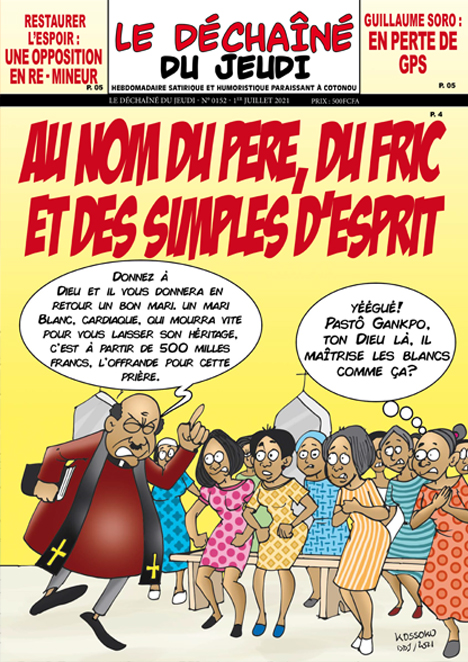 RESTAURER
L'ESPOIR :
UNE OPPOSITION
EN RE - MINEUR
P. 05
LE DÉCHAÎNÉ
DU JEUDI
HEBDOMADAIRE SATIRIQUE ET HUMORISTIQUE PARAISSANT À COTONOU
GUILLAUME SORO :
EN PERTE DE
GPS
P. 05
LE DÉCHAÎNÉ DU JEUDI - N° 0152 - 1ER JUILLET 2021
PRIX : 500FCFA
P. 4
AU NOM DU PERE, DU FRIC
ET DES SIMPLES D'ESPRIT
DONNEZ À
DIEU ET IL VOUS DONNERA EN
RETOUR UN BON MARI. UN MARI
BLANC, CARDIAQUE, QUI MOURRA VITE
POUR VOUS LAISSER SON HÉRITAGE,
C'EST À PARTIR DE 500 MILLES
FRANCS, L'OFFRANDE POUR CETTE
PRIÈRE.
YÉÈGUÉ!
PASTÔ GANKPO,
TON DIEU LÀ, IL
MAÎTRISE LES BLANCS
COMME ÇA?
KOSSOKO
DDJ/2021